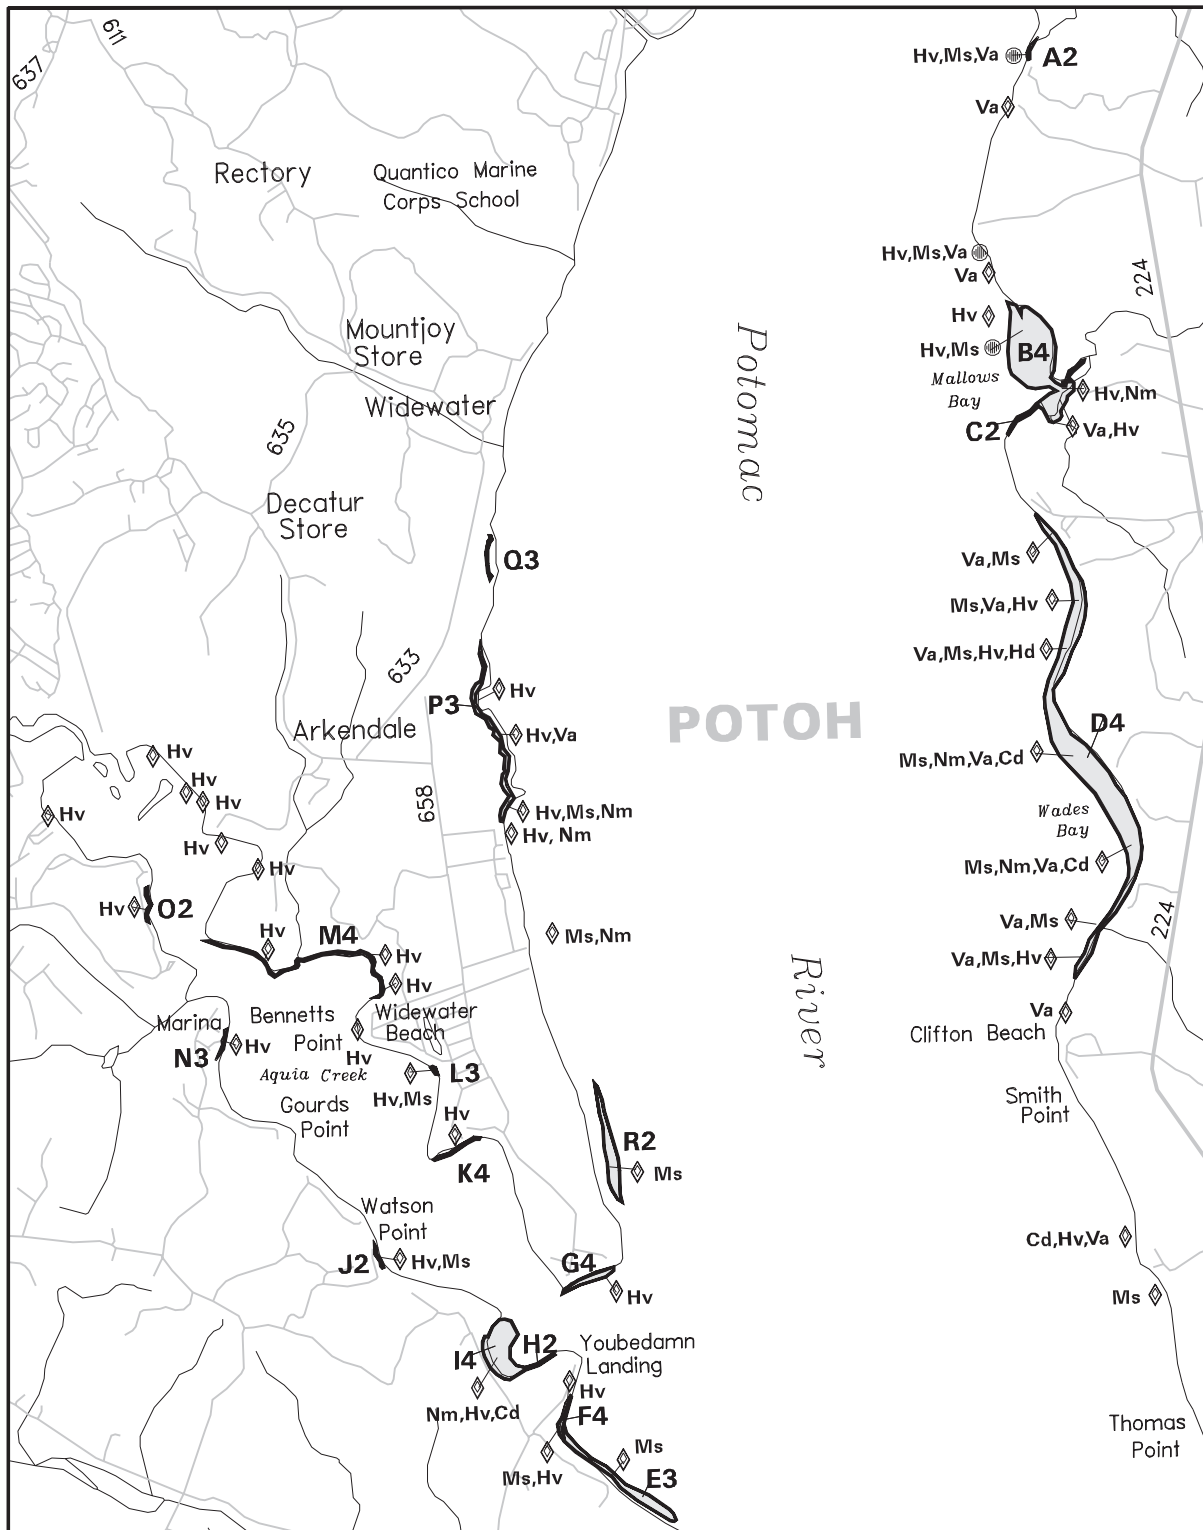 611
637
Hv,Ms,Va
A2
Va
Rectory
Quantico Marine
Corps School
Hv,Ms,Va
Va
224
Hv
Mountjoy
Store
Potomac
Hv,Ms
B4
Mallows
Bay
Hv,Nm
Widewater
C2
Va,Hv
635
Decatur
Store
Q3
Va,Ms
Ms,Va,Hv
Va,Ms,Hv,Hd
633
P3
Hv
POTOH
D4
Arkendale
Hv,Va
Hv
Ms,Nm,Va,Cd
Hv
Hv
658
Hv
Hv,Ms,Nm
Wades
Bay
Hv, Nm
Hv
Hv
Ms,Nm,Va,Cd
Hv
O2
Va,Ms
224
Hv
M4
Ms,Nm
Hv
River
Va,Ms,Hv
Hv
Bennetts
Point
Widewater
Beach
Va
Marina
Clifton Beach
N3
Hv
Hv
Aquia Creek
L3
Hv,Ms
Smith
Point
Gourds
Point
Hv
K4
R2
Ms
Watson
Point
Cd,Hv,Va
J2
Hv,Ms
G4
Hv
Ms
I4
H2
Youbedamn
Landing
Hv
Nm,Hv,Cd
F4
Thomas
Point
Ms
Ms,Hv
E3